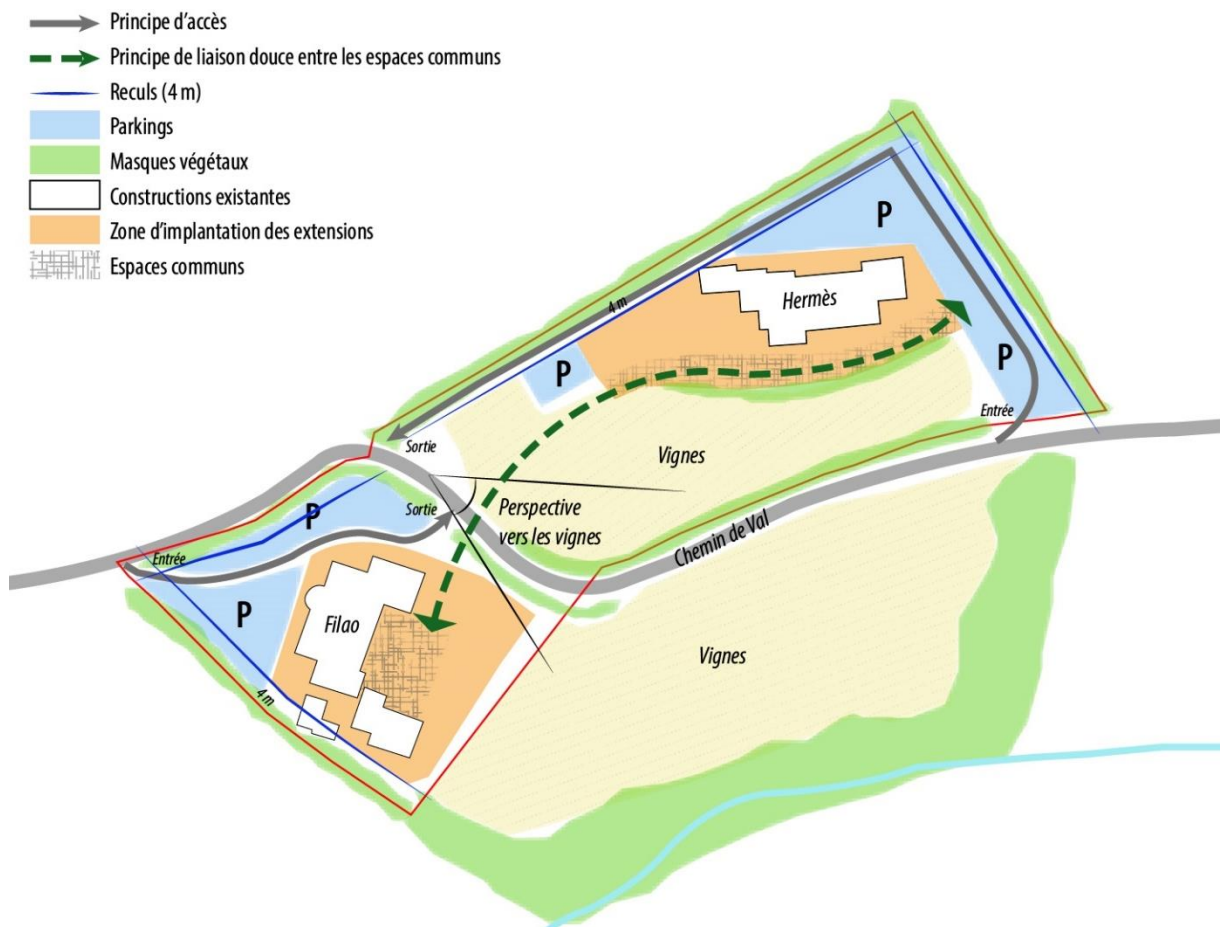 Principe d'accès
Principe de liaison douce entre les espaces communs
Reculs (4 m)
Parkings
Masques végétaux
Constructions existantes
Zone d'implantation des extensions
Espaces communs
P
Hermès
4 m
P
P
Entrée
Sortie
Vignes
Sortie
Perspective
vers les vignes
P
Chemin de Val
Entrée
P
Filao
Vignes
4 m